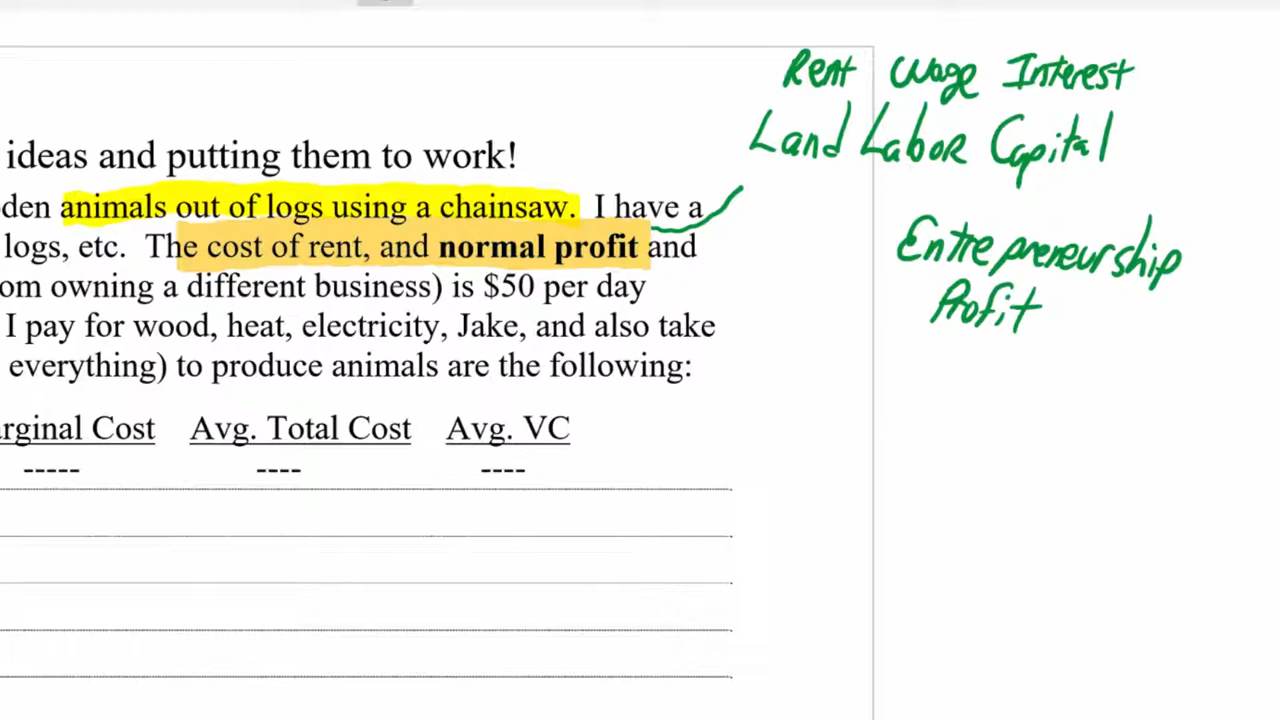 Rent Wage Interest
Land Labor Capital
ideas and putting them to work!
den animals out of logs using a chainsaw. I have a
logs, etc. The cost of rent, and normal profit and
om owning a different business) is $50 per day
I pay for wood, heat, electricity, Jake, and also take
everything) to produce animals are the following:
Entrepreneurship
Profit
rginal Cost Avg. Total Cost Avg. VC
----- ---- ----